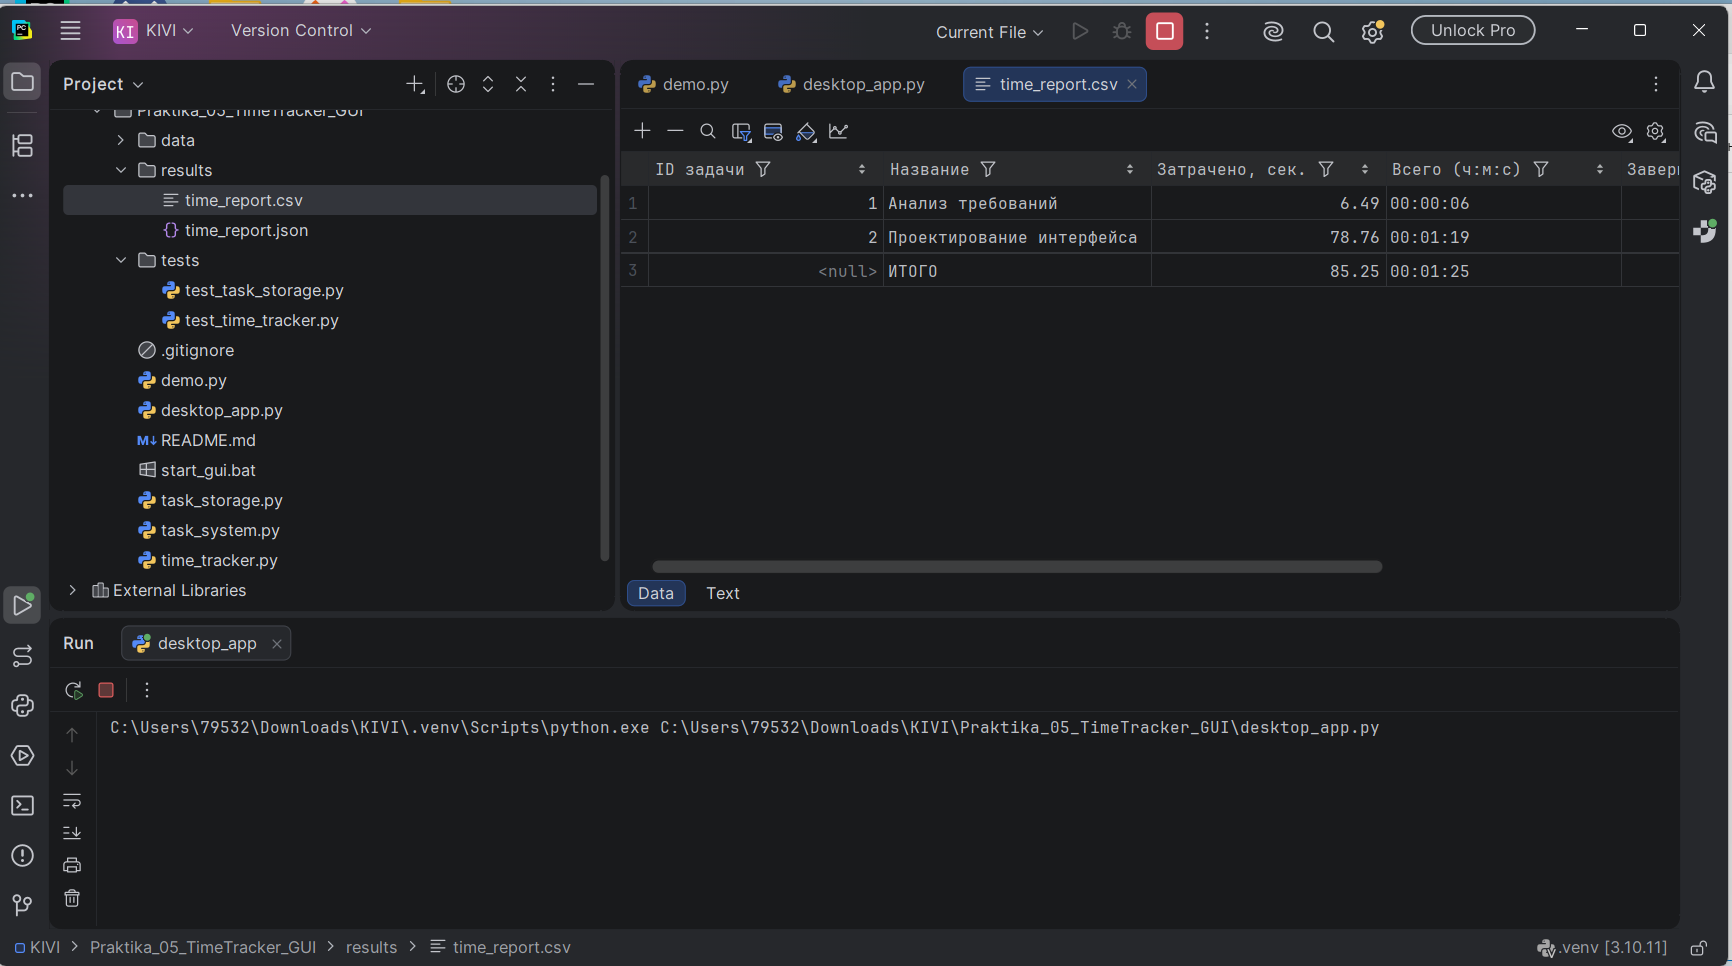 KI KIVI Version Control Current File Unlock Pro
Project
Praktika_05_TimeTracker_GUI
data
results
time_report.csv
time_report.json
tests
test_task_storage.py
test_time_tracker.py
.gitignore
demo.py
desktop_app.py
README.md
start_gui.bat
task_storage.py
task_system.py
time_tracker.py
External Libraries
demo.py desktop_app.py time_report.csv
ID задачи Название Затрачено, сек. Всего (ч:м:с) Завер
1 1 Анализ требований 6.49 00:00:06
2 2 Проектирование интерфейса 78.76 00:01:19
3 <null> ИТОГО 85.25 00:01:25
Data Text
Run desktop_app
C:\Users\79532\Downloads\KIVI\.venv\Scripts\python.exe C:\Users\79532\Downloads\KIVI\Praktika_05_TimeTracker_GUI\desktop_app.py
KIVI > Praktika_05_TimeTracker_GUI > results > time_report.csv .venv [3.10.11]